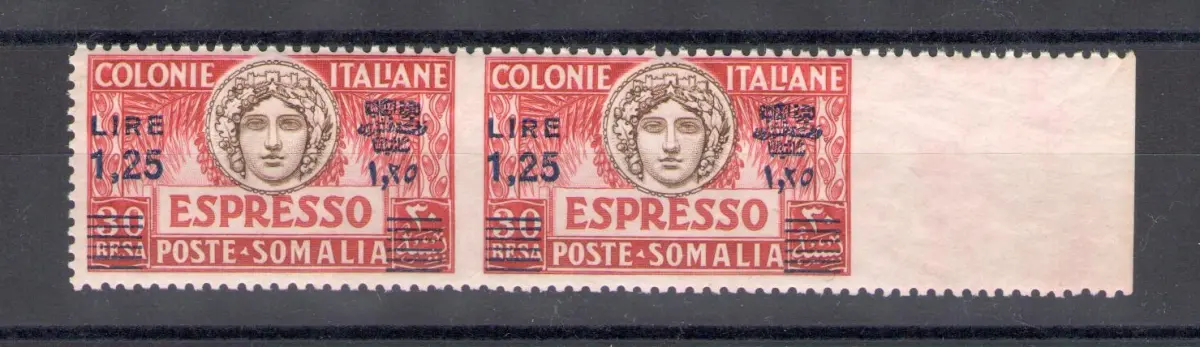 COLONIE ITALIANE
LIRE
1,25
١,٢٥
30
BESA
ESPRESSO
POSTE SOMALIA
COLONIE ITALIANE
LIRE
1,25
١,٢٥
30
BESA
ESPRESSO
POSTE SOMALIA